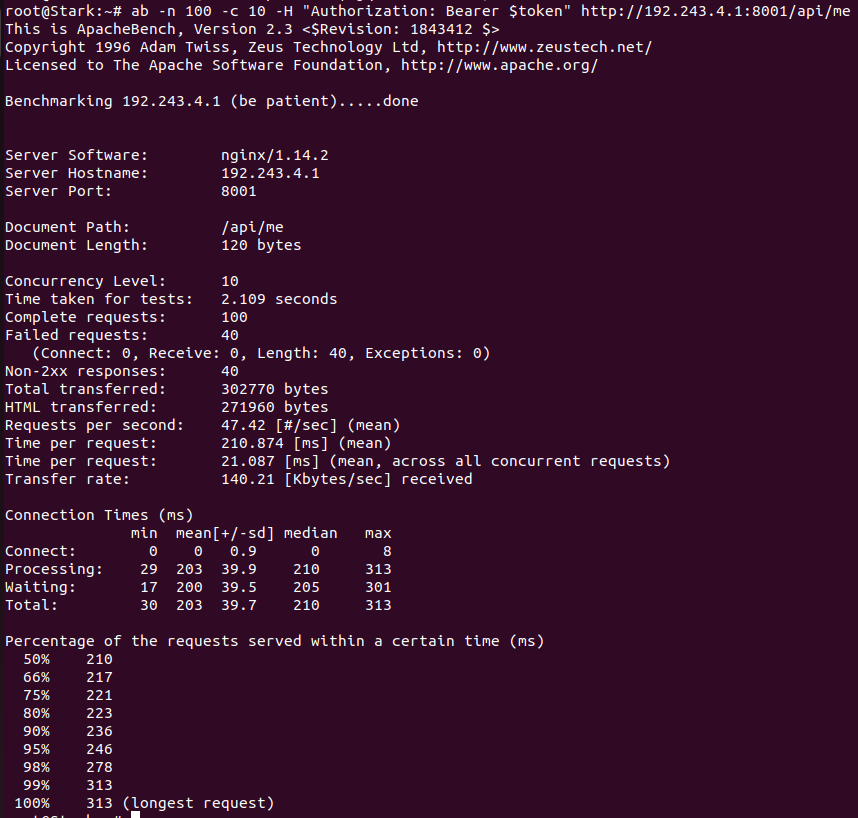 root@Stark:~# ab -n 100 -c 10 -H "Authorization: Bearer $token" http://192.243.4.1:8001/api/me
This is ApacheBench, Version 2.3 <$Revision: 1843412 $>
Copyright 1996 Adam Twiss, Zeus Technology Ltd, http://www.zeustech.net/
Licensed to The Apache Software Foundation, http://www.apache.org/
Benchmarking 192.243.4.1 (be patient).....done
Server Software: nginx/1.14.2
Server Hostname: 192.243.4.1
Server Port: 8001
Document Path: /api/me
Document Length: 120 bytes
Concurrency Level: 10
Time taken for tests: 2.109 seconds
Complete requests: 100
Failed requests: 40
(Connect: 0, Receive: 0, Length: 40, Exceptions: 0)
Non-2xx responses: 40
Total transferred: 302770 bytes
HTML transferred: 271960 bytes
Requests per second: 47.42 [#/sec] (mean)
Time per request: 210.874 [ms] (mean)
Time per request: 21.087 [ms] (mean, across all concurrent requests)
Transfer rate: 140.21 [Kbytes/sec] received
Connection Times (ms)
min mean[+/-sd] median max
Connect: 0 0 0.9 0 8
Processing: 29 203 39.9 210 313
Waiting: 17 200 39.5 205 301
Total: 30 203 39.7 210 313
Percentage of the requests served within a certain time (ms)
50% 210
66% 217
75% 221
80% 223
90% 236
95% 246
98% 278
99% 313
100% 313 (longest request)